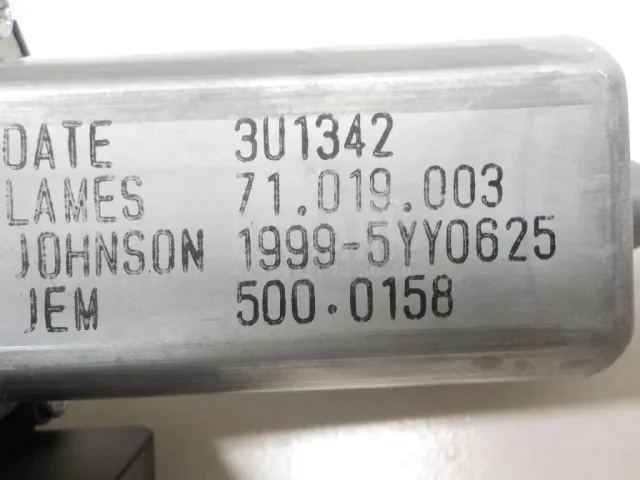 DATE 3U1342
LAMES 71.019.003
JOHNSON 1999-5YY0625
JEM 500.0158